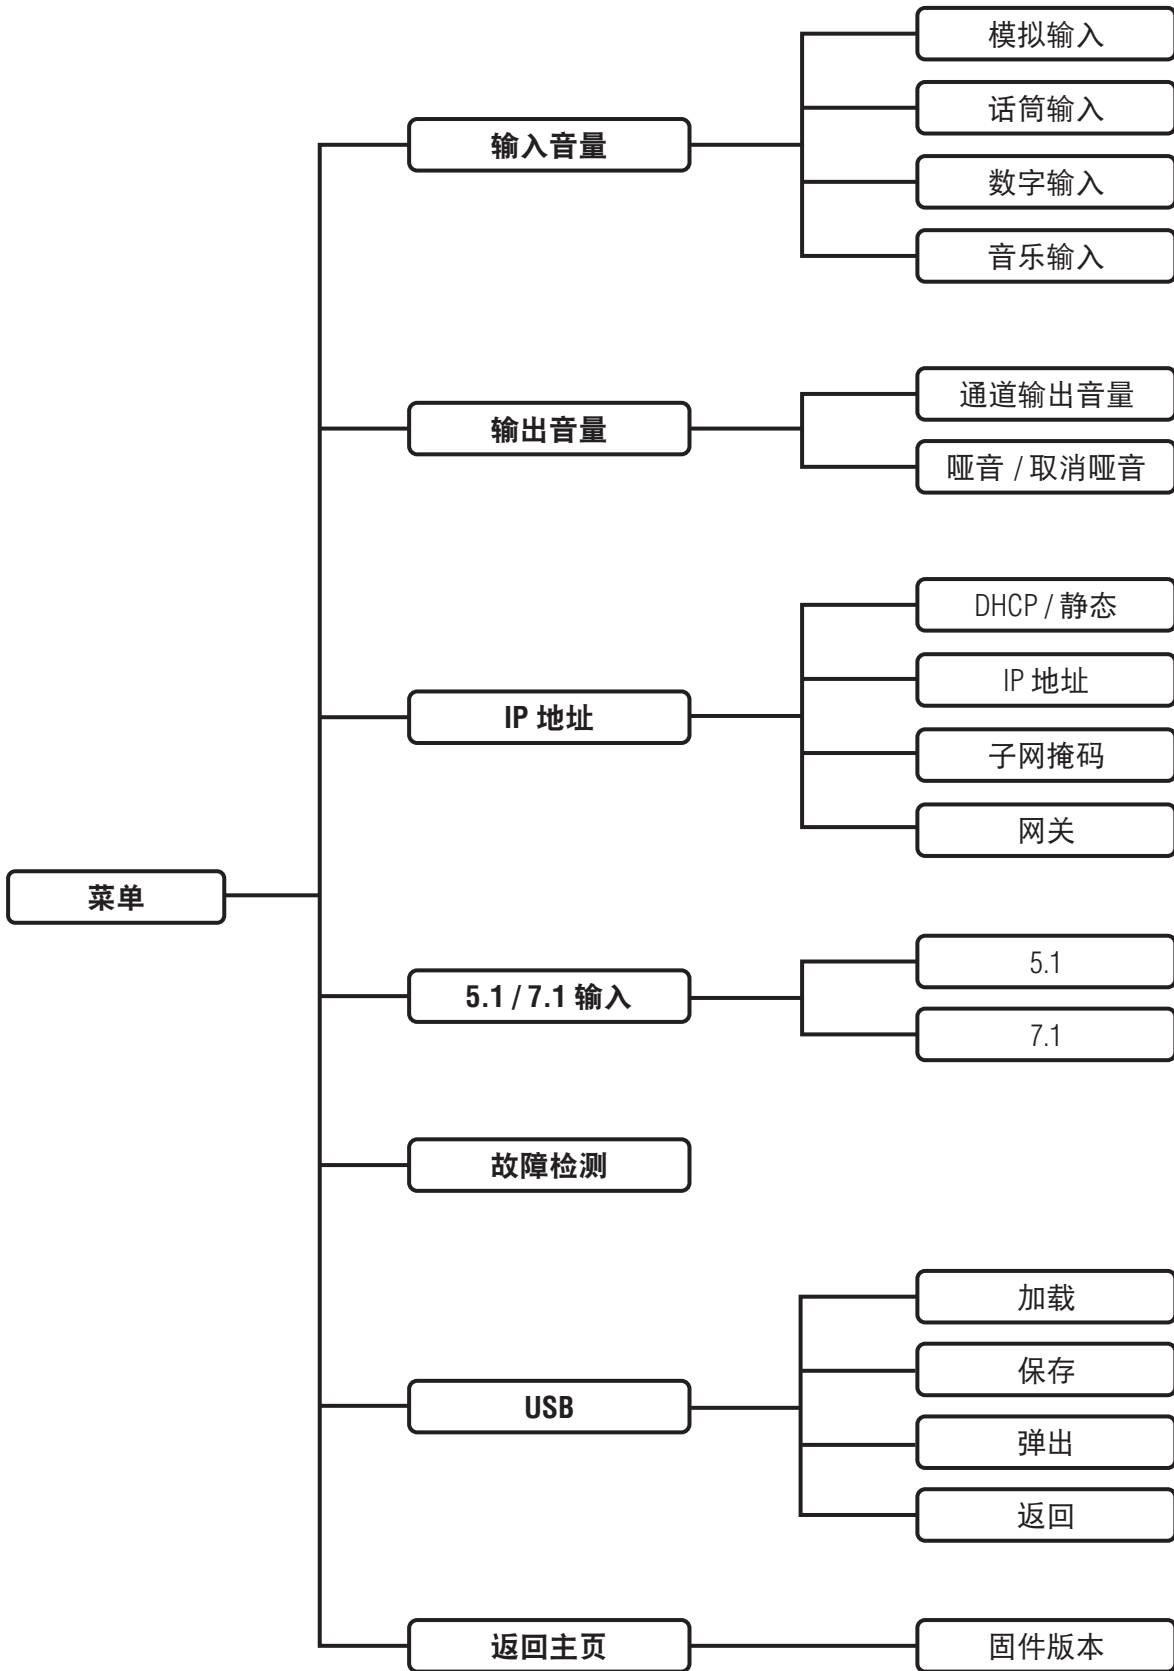 模拟输入
话筒输入
输入音量
数字输入
音乐输入
通道输出音量
输出音量
哑音 / 取消哑音
DHCP / 静态
IP 地址
IP 地址
子网掩码
网关
菜单
5.1
5.1 / 7.1 输入
7.1
故障检测
加载
保存
USB
弹出
返回
返回主页
固件版本